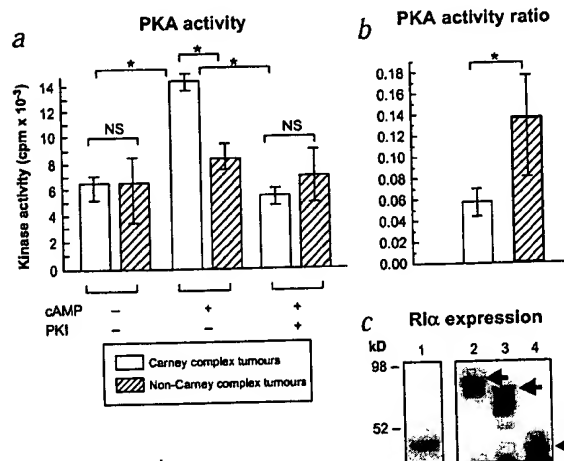 a
PKA activity
Kinase activity (cpm x 10⁻³)
14
12
10
8
6
4
2
0
*
*
*
NS
NS
cAMP – + +
PKI – – +
Carney complex tumours
Non-Carney complex tumours
b
PKA activity ratio
*
0.18
0.16
0.14
0.12
0.10
0.08
0.06
0.04
0.02
0.00
c
RIα expression
kD 1 2 3 4
98 –
52 –